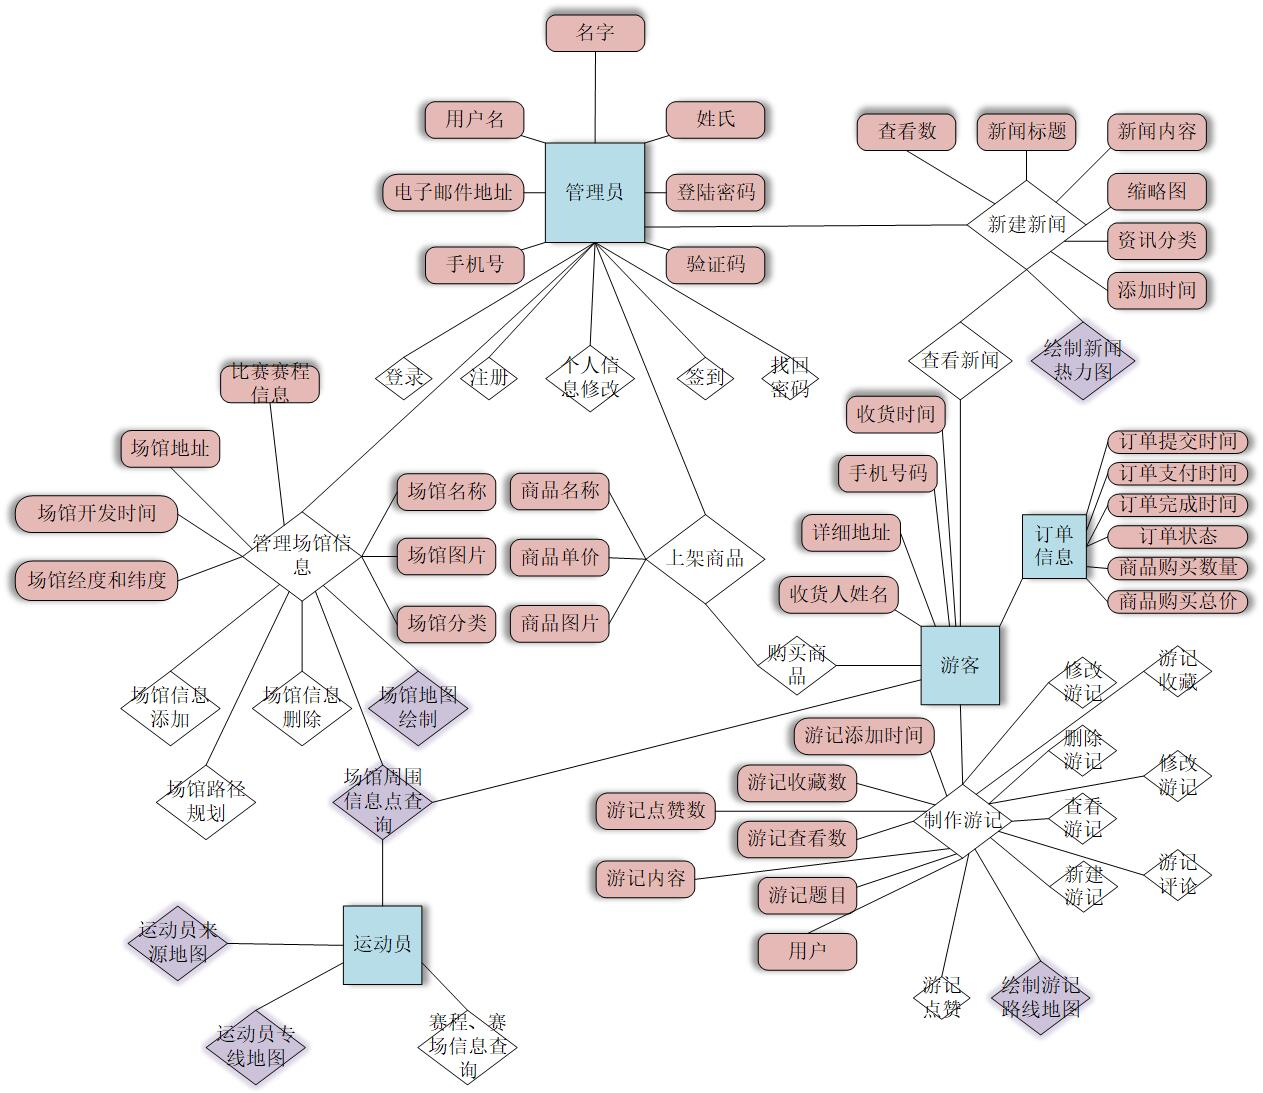 名字
用户名
姓氏
电子邮件地址
管理员
登陆密码
手机号
验证码
查看数
新闻标题
新闻内容
缩略图
新建新闻
资讯分类
添加时间
登录
注册
个人信
息修改
签到
找回
密码
查看新闻
绘制新闻
热力图
比赛赛程
信息
场馆地址
场馆开发时间
场馆经度和纬度
管理场馆信
息
场馆名称
场馆图片
场馆分类
商品名称
商品单价
商品图片
上架商品
收货时间
手机号码
详细地址
收货人姓名
订单
信息
订单提交时间
订单支付时间
订单完成时间
订单状态
商品购买数量
商品购买总价
购买商
品
游客
场馆信息
添加
场馆信息
删除
场馆地图
绘制
场馆路径
规划
场馆周围
信息点查
询
修改
游记
游记
收藏
删除
游记
修改
游记
查看
游记
新建
游记
游记
评论
制作游记
游记添加时间
游记收藏数
游记点赞数
游记查看数
游记内容
游记题目
用户
游记
点赞
绘制游记
路线地图
运动员来
源地图
运动员
运动员专
线地图
赛程、赛
场信息查
询